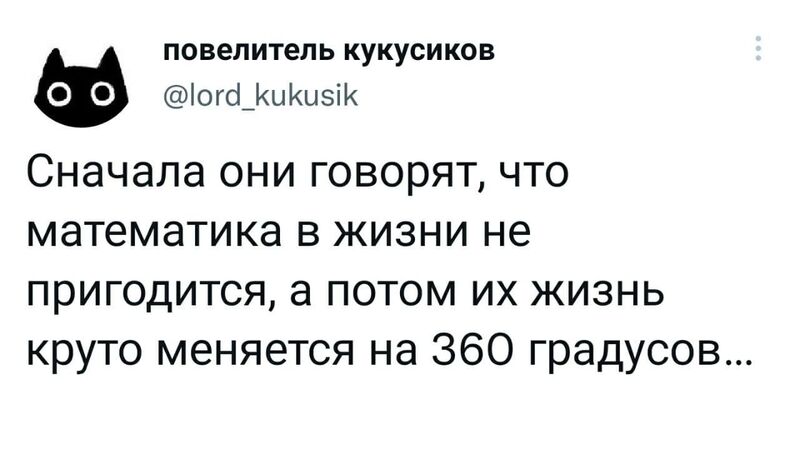 повелитель кукусиков
@lord_kukusik
Сначала они говорят, что
математика в жизни не
пригодится, а потом их жизнь
круто меняется на 360 градусов...